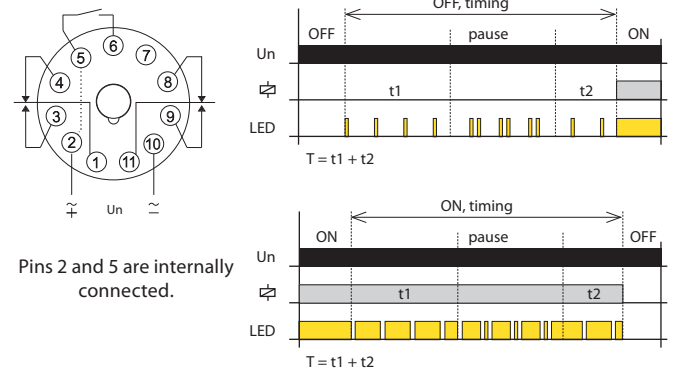 6
5
7
4
8
3
9
2
10
1
11
~
+
Un
~
−
Pins 2 and 5 are internally
connected.
OFF, timing
OFF
pause
ON
Un
t1
t2
LED
T = t1 + t2
ON, timing
ON
pause
OFF
Un
t1
t2
LED
T = t1 + t2